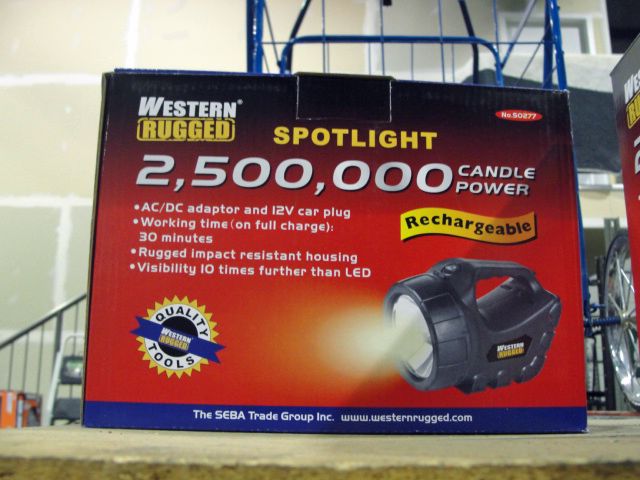 WESTERN®
RUGGED
No.50277
SPOTLIGHT
2,500,000 CANDLE POWER
•AC/DC adaptor and 12V car plug
•Working time(on full charge):
30 minutes
•Rugged impact resistant housing
•Visibility 10 times further than LED
Rechargeable
QUALITY
WESTERN
RUGGED
TOOLS
WESTERN
RUGGED
The SEBA Trade Group Inc. www.westernrugged.com